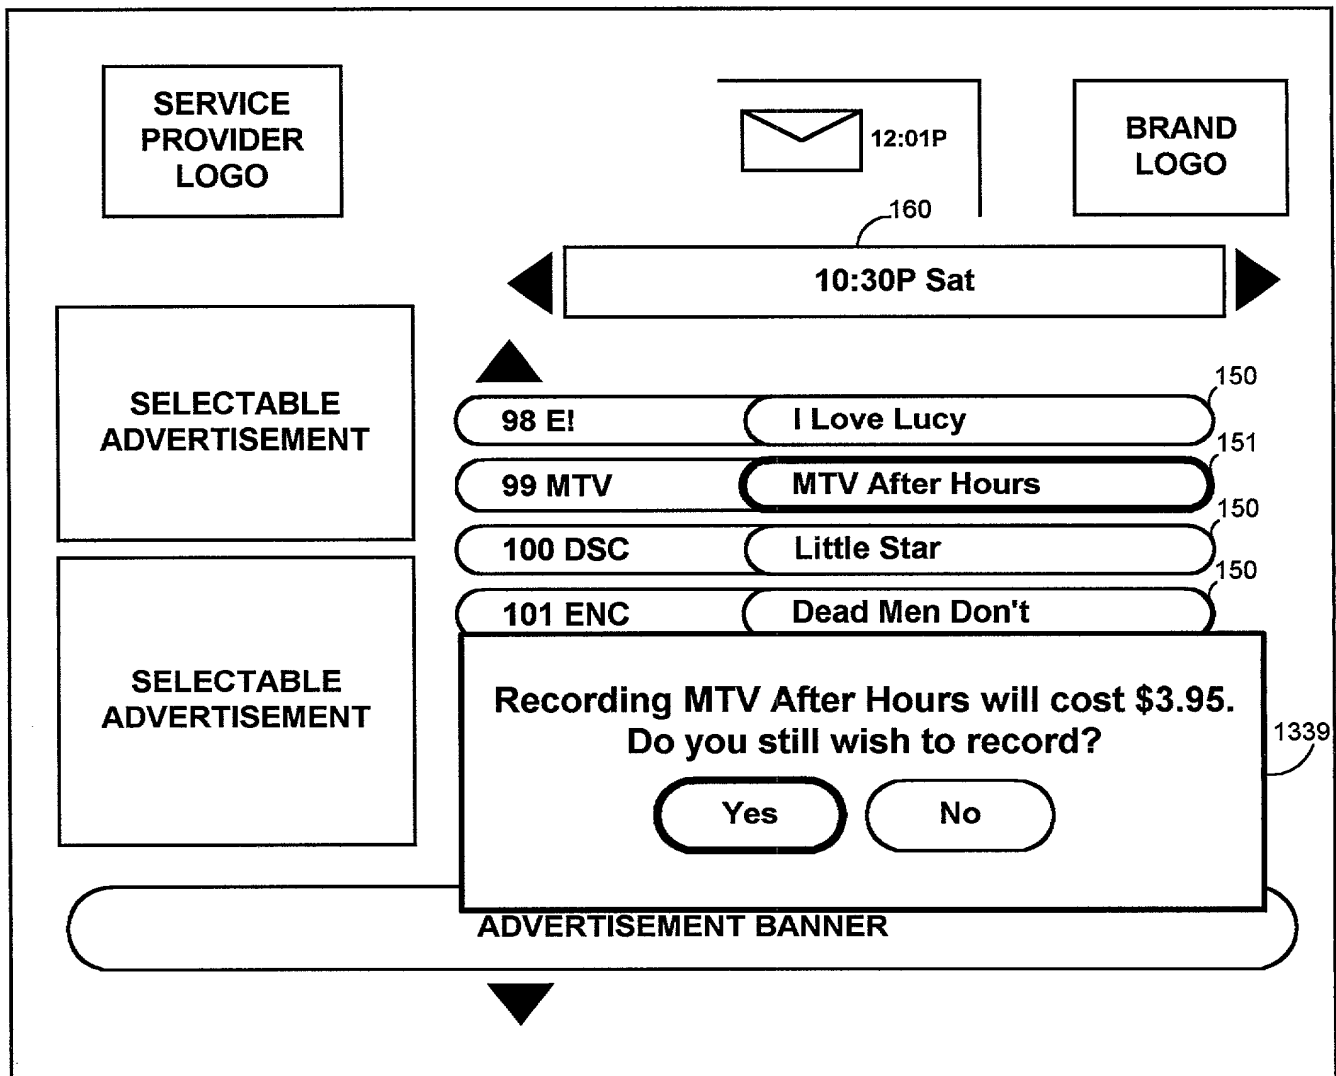 SERVICE
PROVIDER
LOGO
12:01P
BRAND
LOGO
160
10:30P Sat
SELECTABLE
ADVERTISEMENT
150
98 E! I Love Lucy
151
99 MTV MTV After Hours
150
100 DSC Little Star
150
101 ENC Dead Men Don't
SELECTABLE
ADVERTISEMENT
Recording MTV After Hours will cost $3.95.
Do you still wish to record?
1339
Yes No
ADVERTISEMENT BANNER